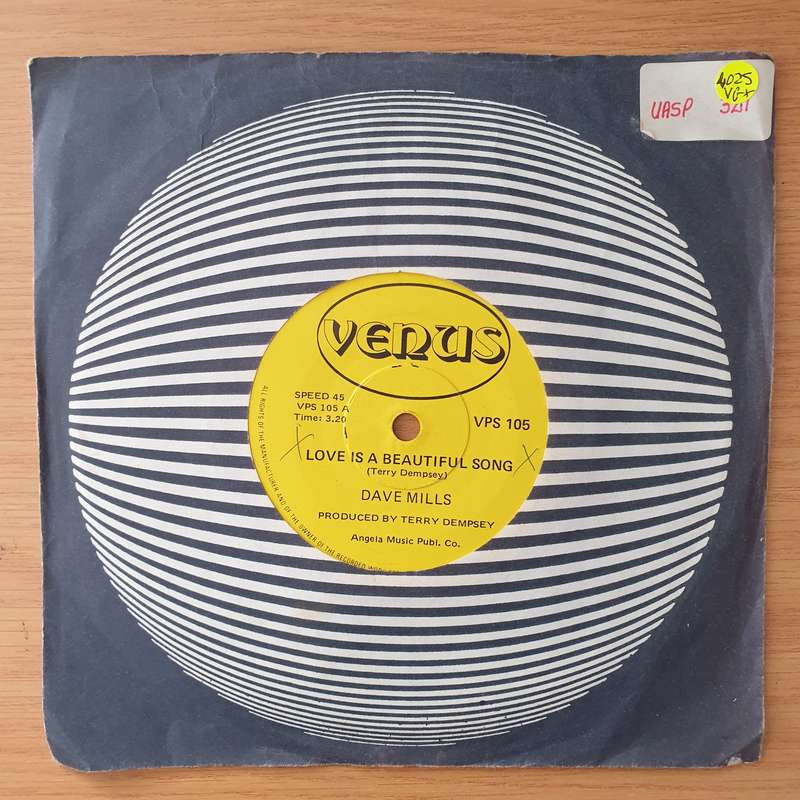 4025
VG+
UASP
VENUS
SPEED 45
VPS 105 A
Time: 3.20
VPS 105
X LOVE IS A BEAUTIFUL SONG X
(Terry Dempsey)
DAVE MILLS
PRODUCED BY TERRY DEMPSEY
Angela Music Publ. Co.
ALL RIGHTS OF THE MANUFACTURER AND OF THE OWNER OF THE RECORDED